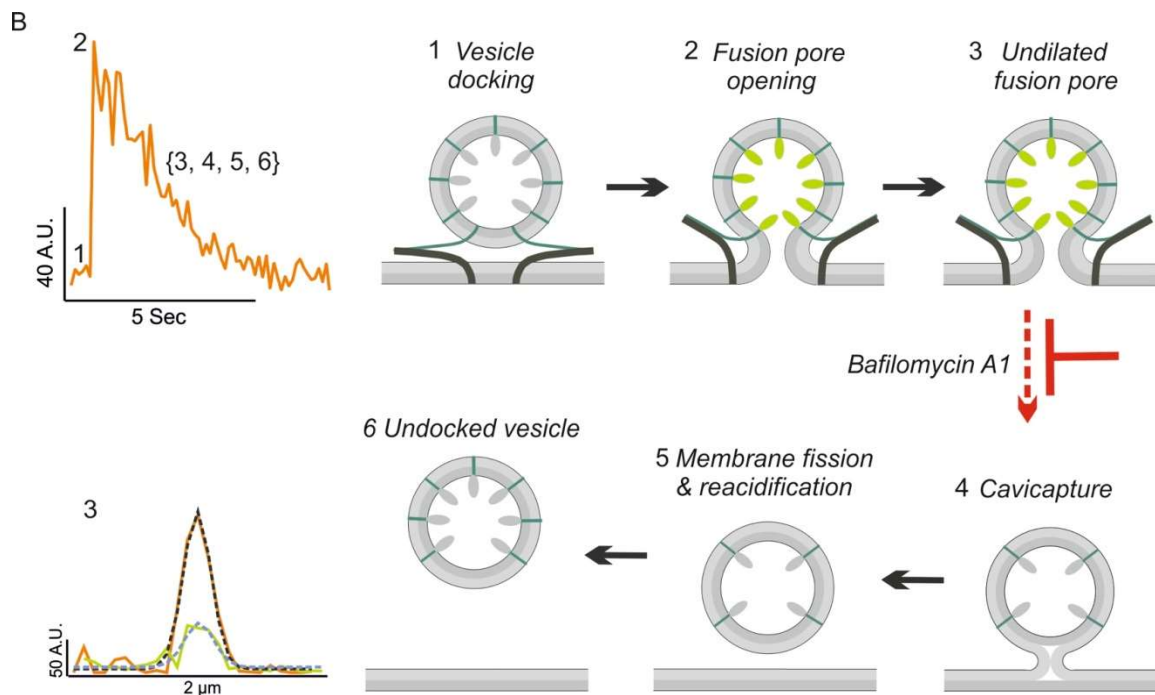 B
2
{3, 4, 5, 6}
1
40 A.U.
5 Sec
1 Vesicle
docking
2 Fusion pore
opening
3 Undilated
fusion pore
Bafilomycin A1
6 Undocked vesicle
5 Membrane fission
& reacidification
4 Cavicapture
3
50 A.U.
2 µm